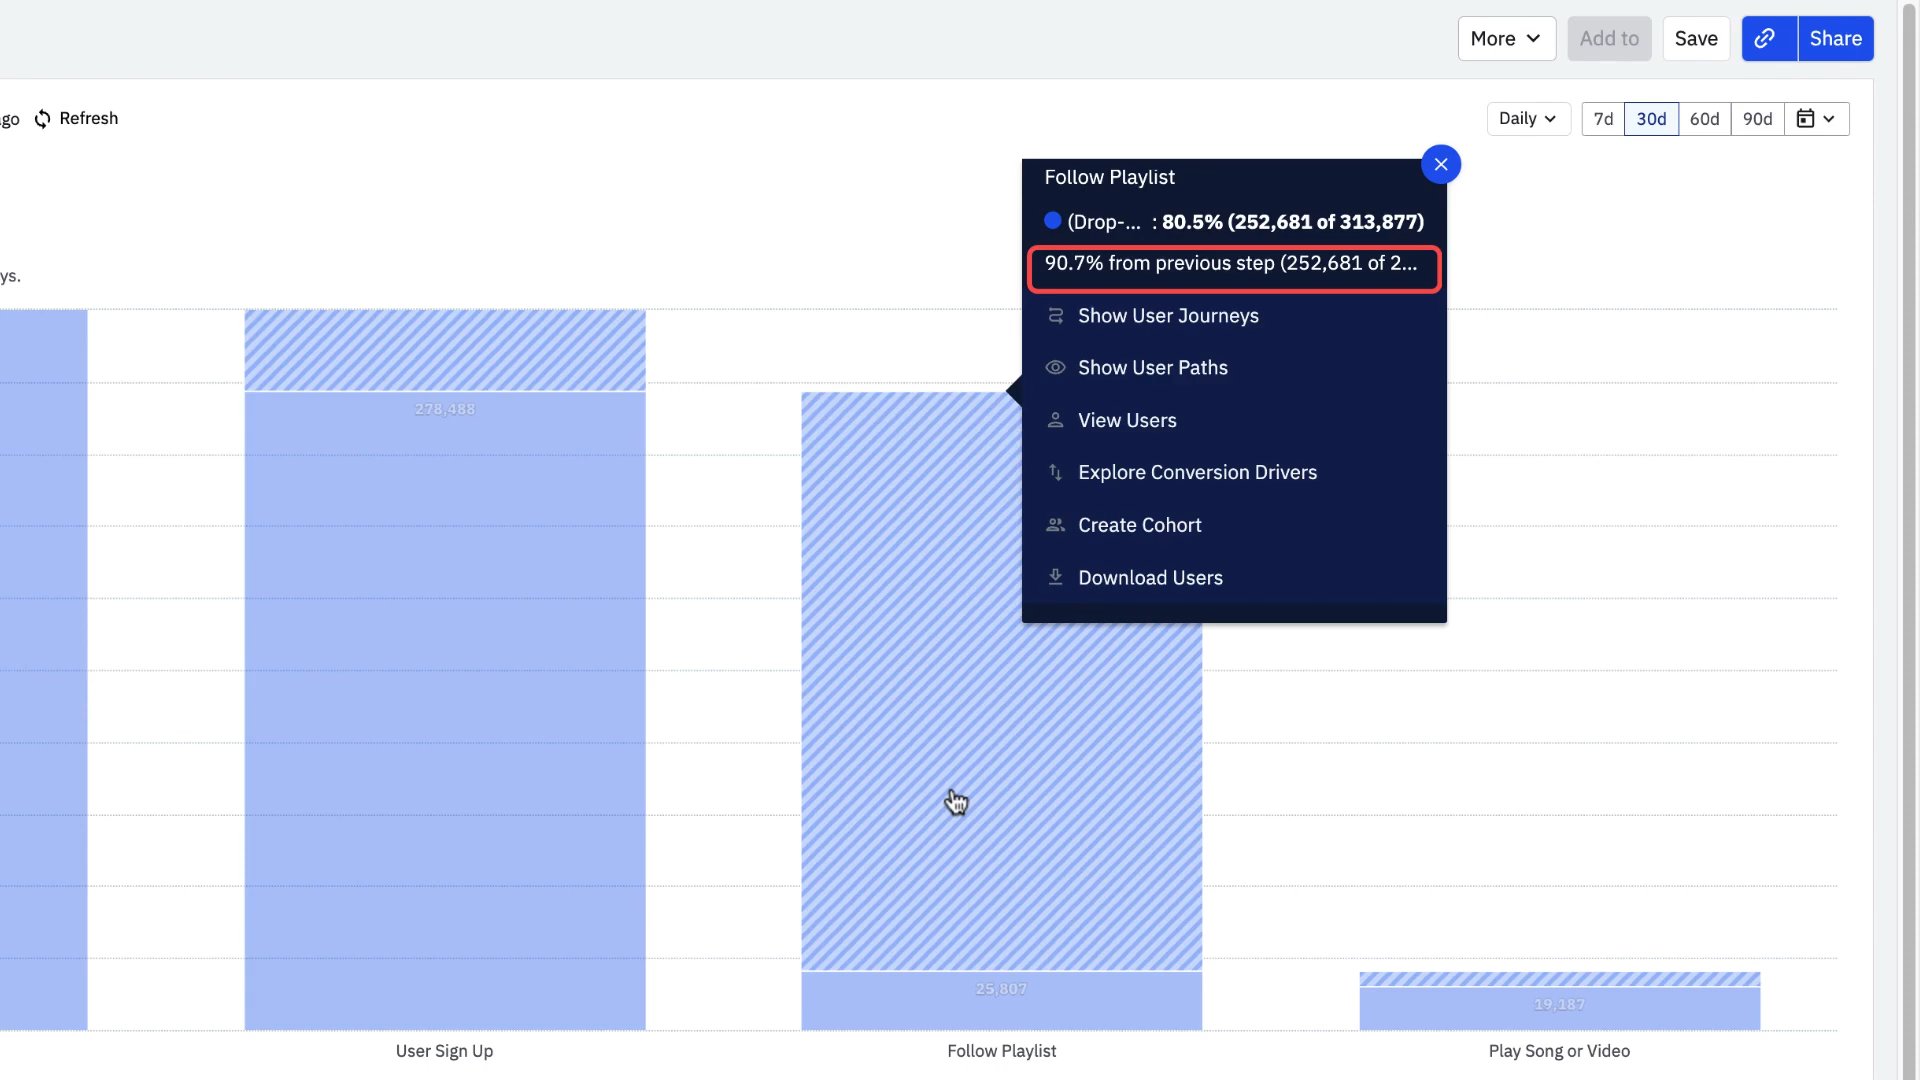 More
Add to
Save
Share
ago
Refresh
Daily
7d
30d
60d
90d
Follow Playlist
(Drop-... : 80.5% (252,681 of 313,877)
90.7% from previous step (252,681 of 2...
ys.
Show User Journeys
Show User Paths
View Users
Explore Conversion Drivers
Create Cohort
Download Users
278,488
25,807
19,187
User Sign Up
Follow Playlist
Play Song or Video